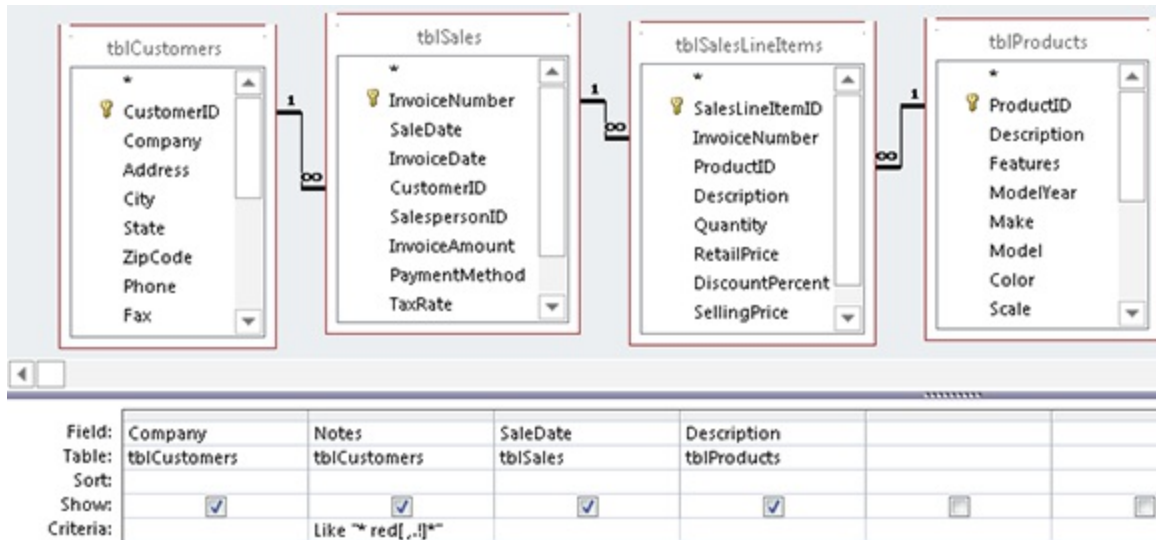 tblCustomers
*
CustomerID
Company
Address
City
State
ZipCode
Phone
Fax
1
∞
tblSales
*
InvoiceNumber
SaleDate
InvoiceDate
CustomerID
SalespersonID
InvoiceAmount
PaymentMethod
TaxRate
1
∞
tblSalesLineItems
*
SalesLineItemID
InvoiceNumber
ProductID
Description
Quantity
RetailPrice
DiscountPercent
SellingPrice
1
∞
tblProducts
*
ProductID
Description
Features
ModelYear
Make
Model
Color
Scale
Field: Company Notes SaleDate Description
Table: tblCustomers tblCustomers tblSales tblProducts
Sort:
Show:
Criteria: Like "* red[ ,.!]*"